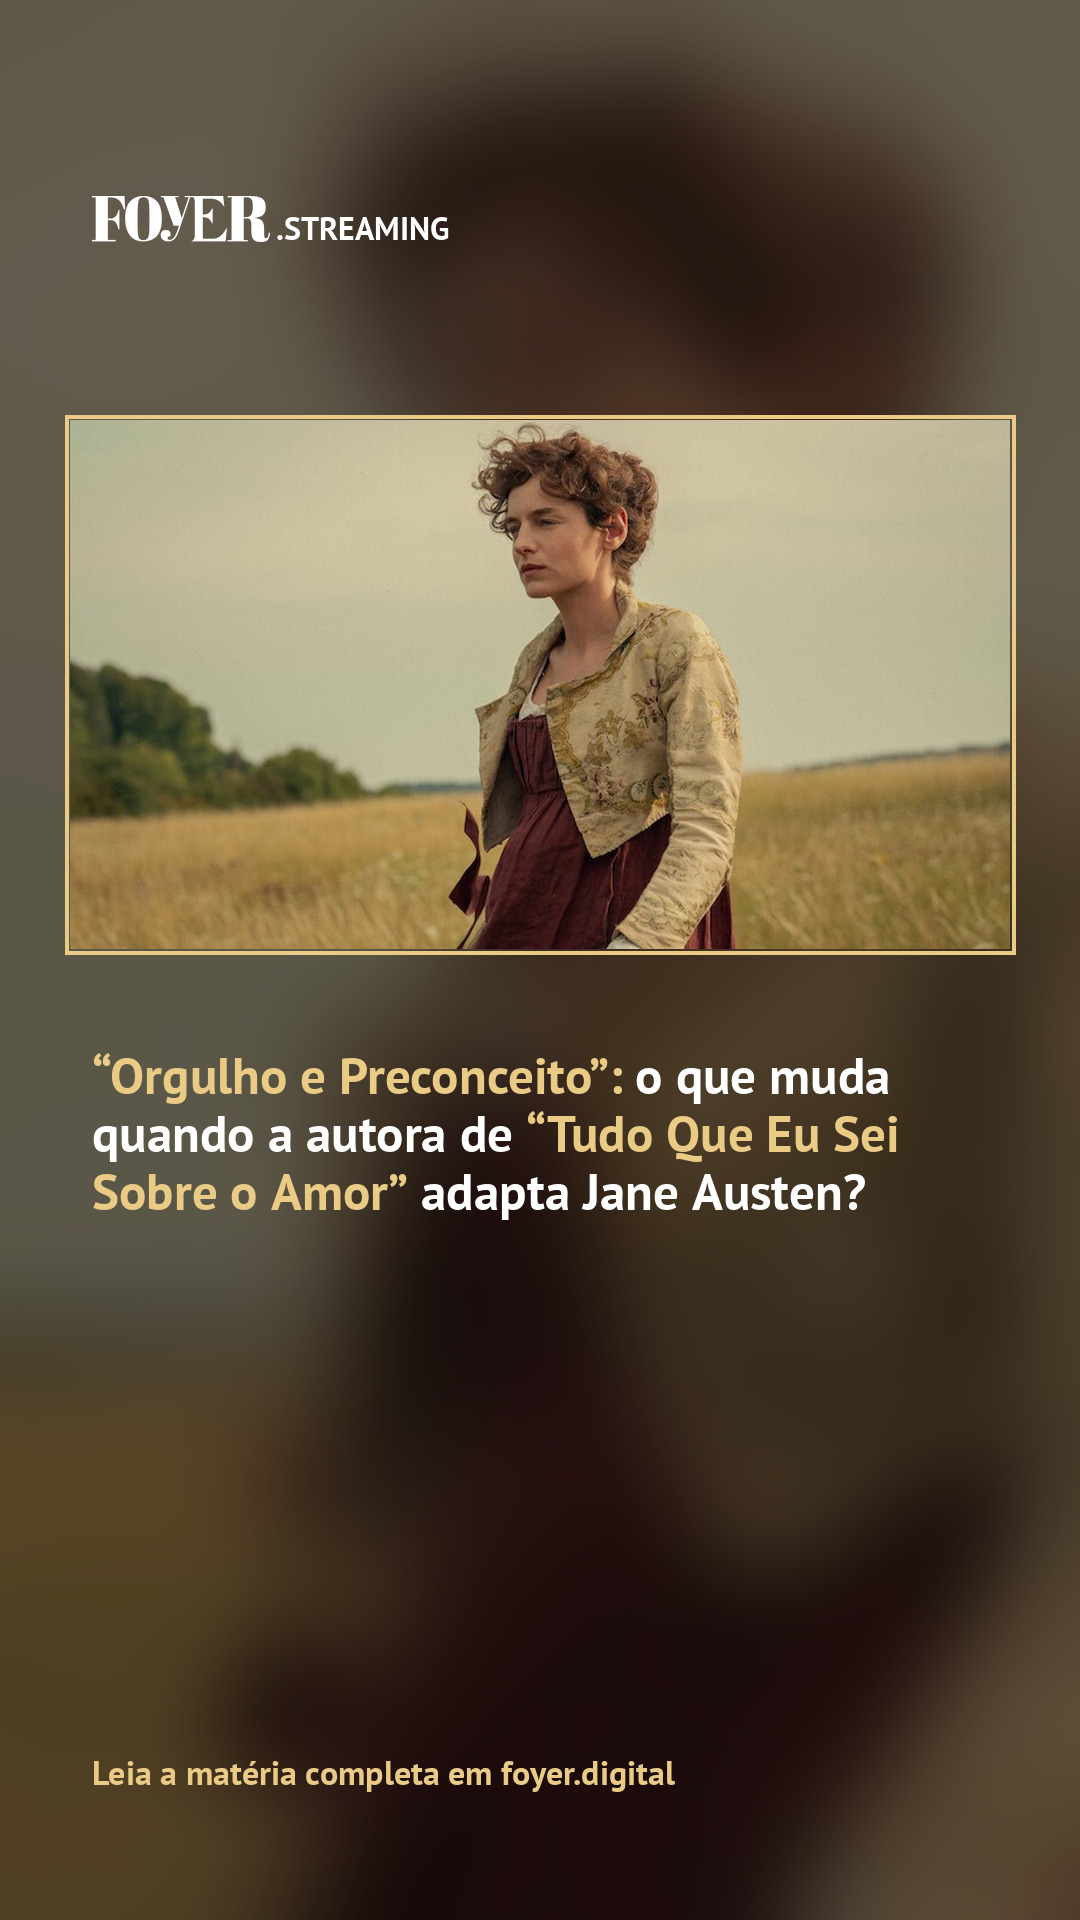 FOYER .STREAMING
“Orgulho e Preconceito”: o que muda
quando a autora de “Tudo Que Eu Sei
Sobre o Amor” adapta Jane Austen?
Leia a matéria completa em foyer.digital